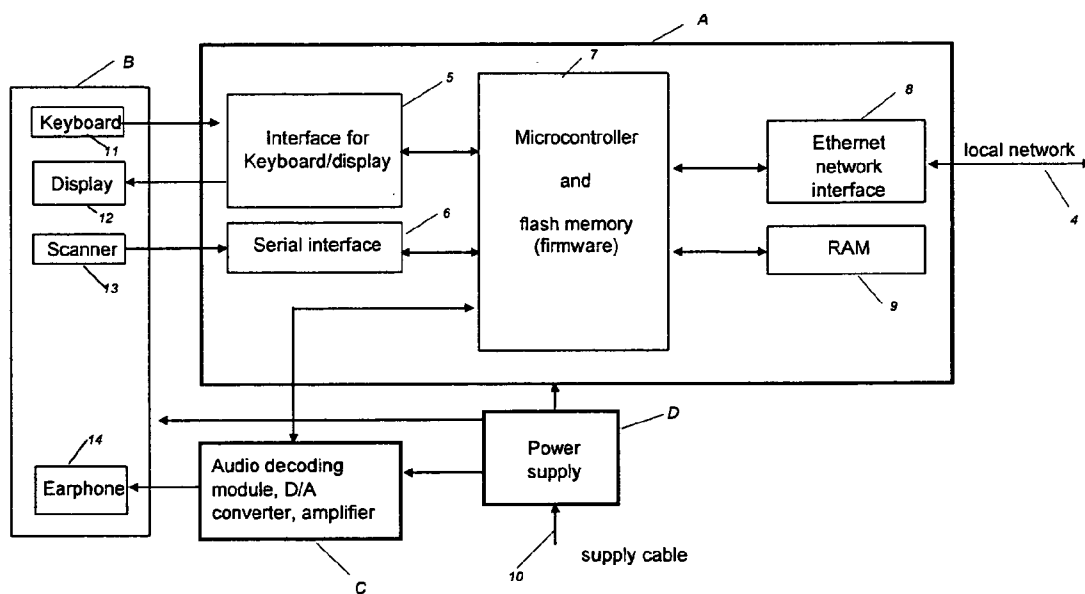 A
B
7
5
8
Keyboard
11
Interface for
Keyboard/display
Microcontroller
and
flash memory
(firmware)
Ethernet
network
interface
local network
4
Display
12
6
Scanner
13
Serial interface
RAM
9
D
14
Power
supply
Earphone
Audio decoding
module, D/A
converter, amplifier
10
supply cable
C